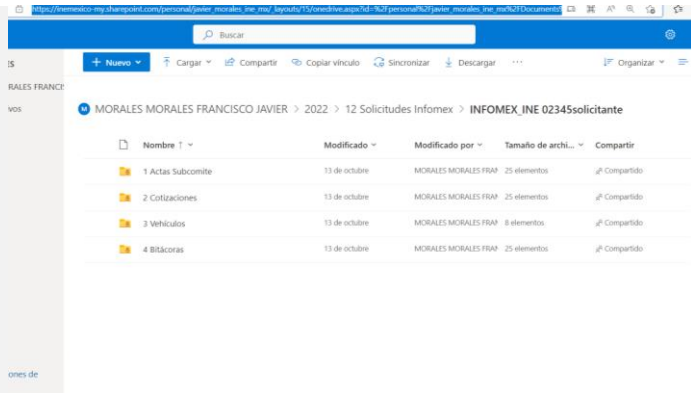 https://inemexico-my.sharepoint.com/personal/javier_morales_ine_mx/_layouts/15/onedrive.aspx?id=%2Fpersonal%2Fjavier_morales_ine_mx%2FDocuments%
Buscar
ES
+ Nuevo Cargar Compartir Copiar vínculo Sincronizar Descargar ... Organizar
RALES FRANCIS
vos
M MORALES MORALES FRANCISCO JAVIER > 2022 > 12 Solicitudes Infomex > INFOMEX_INE 02345solicitante
Nombre ↑ Modificado Modificado por Tamaño de archi... Compartir
1 Actas Subcomite 13 de octubre MORALES MORALES FRAN 25 elementos Compartido
2 Cotizaciones 13 de octubre MORALES MORALES FRAN 25 elementos Compartido
3 Vehículos 13 de octubre MORALES MORALES FRAN 8 elementos Compartido
4 Bitácoras 13 de octubre MORALES MORALES FRAN 25 elementos Compartido
ones de